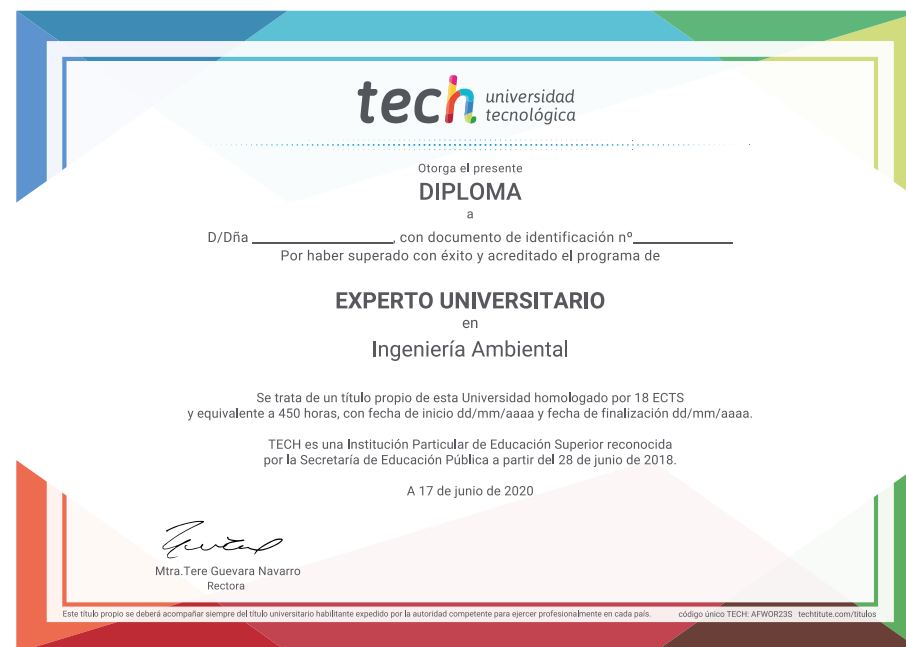 tech universidad
tecnológica
Otorga el presente
DIPLOMA
a
D/Dña ____________________, con documento de identificación nº______________
Por haber superado con éxito y acreditado el programa de
EXPERTO UNIVERSITARIO
en
Ingeniería Ambiental
Se trata de un título propio de esta Universidad homologado por 18 ECTS
y equivalente a 450 horas, con fecha de inicio dd/mm/aaaa y fecha de finalización dd/mm/aaaa.
TECH es una Institución Particular de Educación Superior reconocida
por la Secretaría de Educación Pública a partir del 28 de junio de 2018.
A 17 de junio de 2020
Mtra.Tere Guevara Navarro
Rectora
Este título propio se deberá acompañar siempre del título universitario habilitante expedido por la autoridad competente para ejercer profesionalmente en cada país. código único TECH: AFWOR23S techtitute.com/titulos